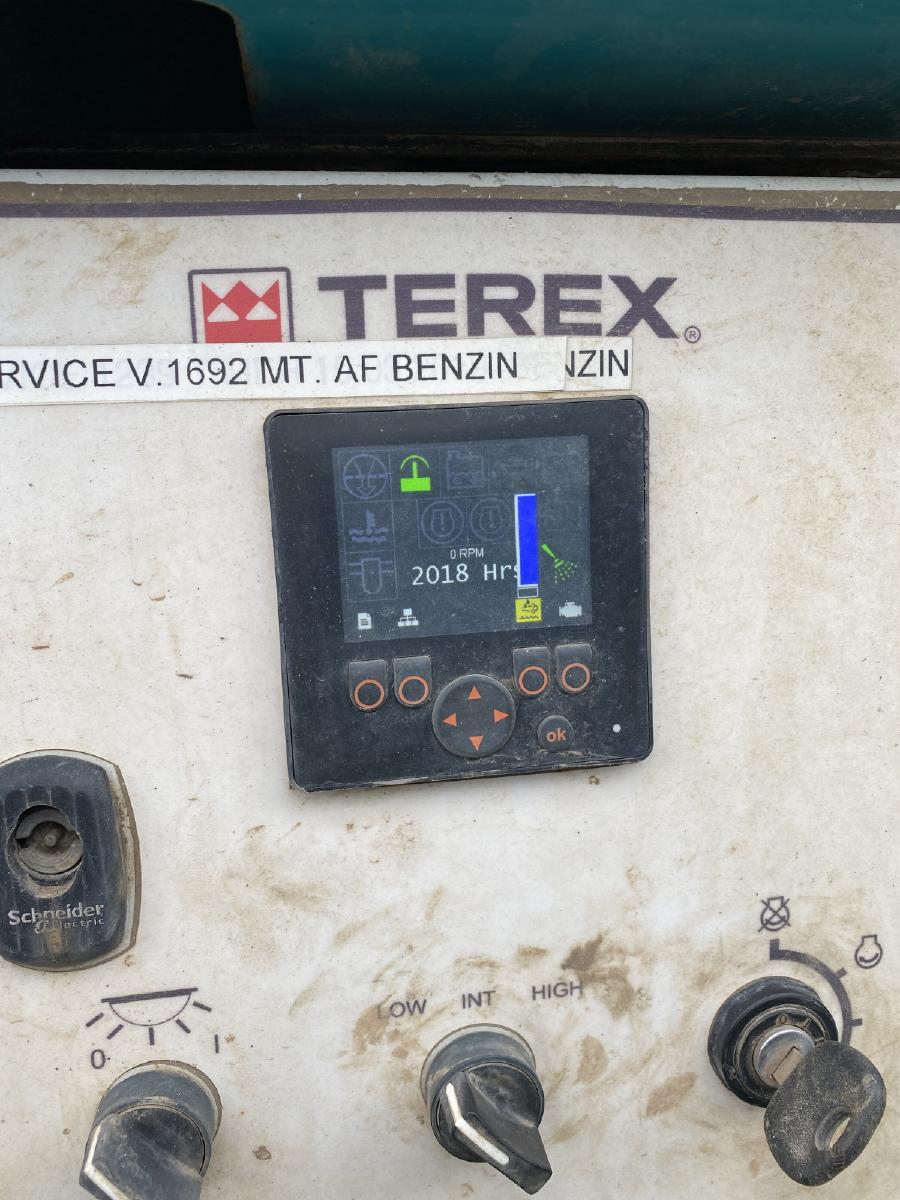 TEREX®
RVICE V.1692 MT. AF BENZIN NZIN
0 RPM
2018 Hrs
ok
Schneider
Electric
LOW INT HIGH
0 I